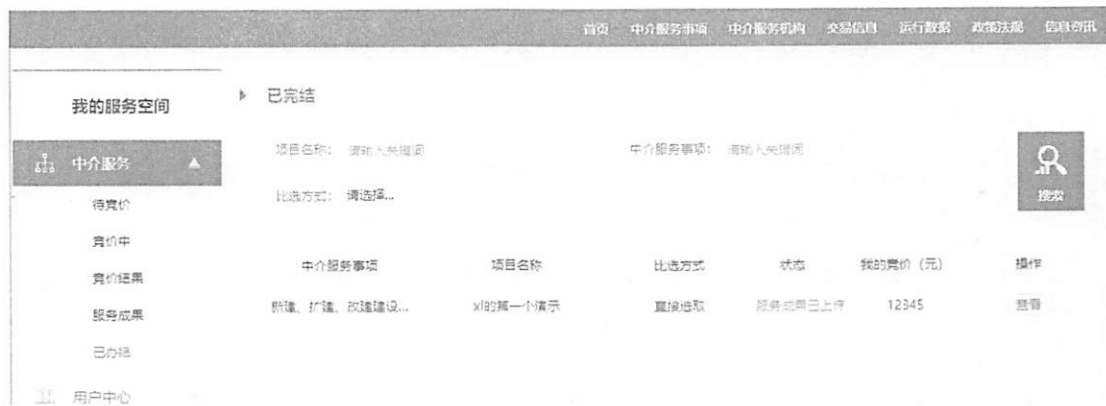 首页 中介服务事项 中介服务机构 交易信息 运行数据 政策法规 信息资讯
我的服务空间
已完结
中介服务
项目名称： 请输入关键词 中介服务事项： 请输入关键词
搜索
比选方式： 请选择...
待竞价
竞价中
竞价结果
服务成果
已办结
用户中心
中介服务事项 项目名称 比选方式 状态 我的竞价（元） 操作
新建、扩建、改建建设... xl的第一个演示 直接选取 服务成果已上传 12345 查看